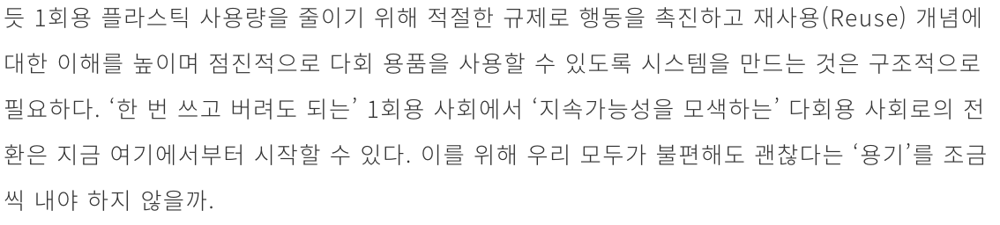 듯 1회용 플라스틱 사용량을 줄이기 위해 적절한 규제로 행동을 촉진하고 재사용(Reuse) 개념에
대한 이해를 높이며 점진적으로 다회 용품을 사용할 수 있도록 시스템을 만드는 것은 구조적으로
필요하다. ‘한 번 쓰고 버려도 되는’ 1회용 사회에서 ‘지속가능성을 모색하는’ 다회용 사회로의 전
환은 지금 여기에서부터 시작할 수 있다. 이를 위해 우리 모두가 불편해도 괜찮다는 ‘용기’를 조금
씩 내야 하지 않을까.